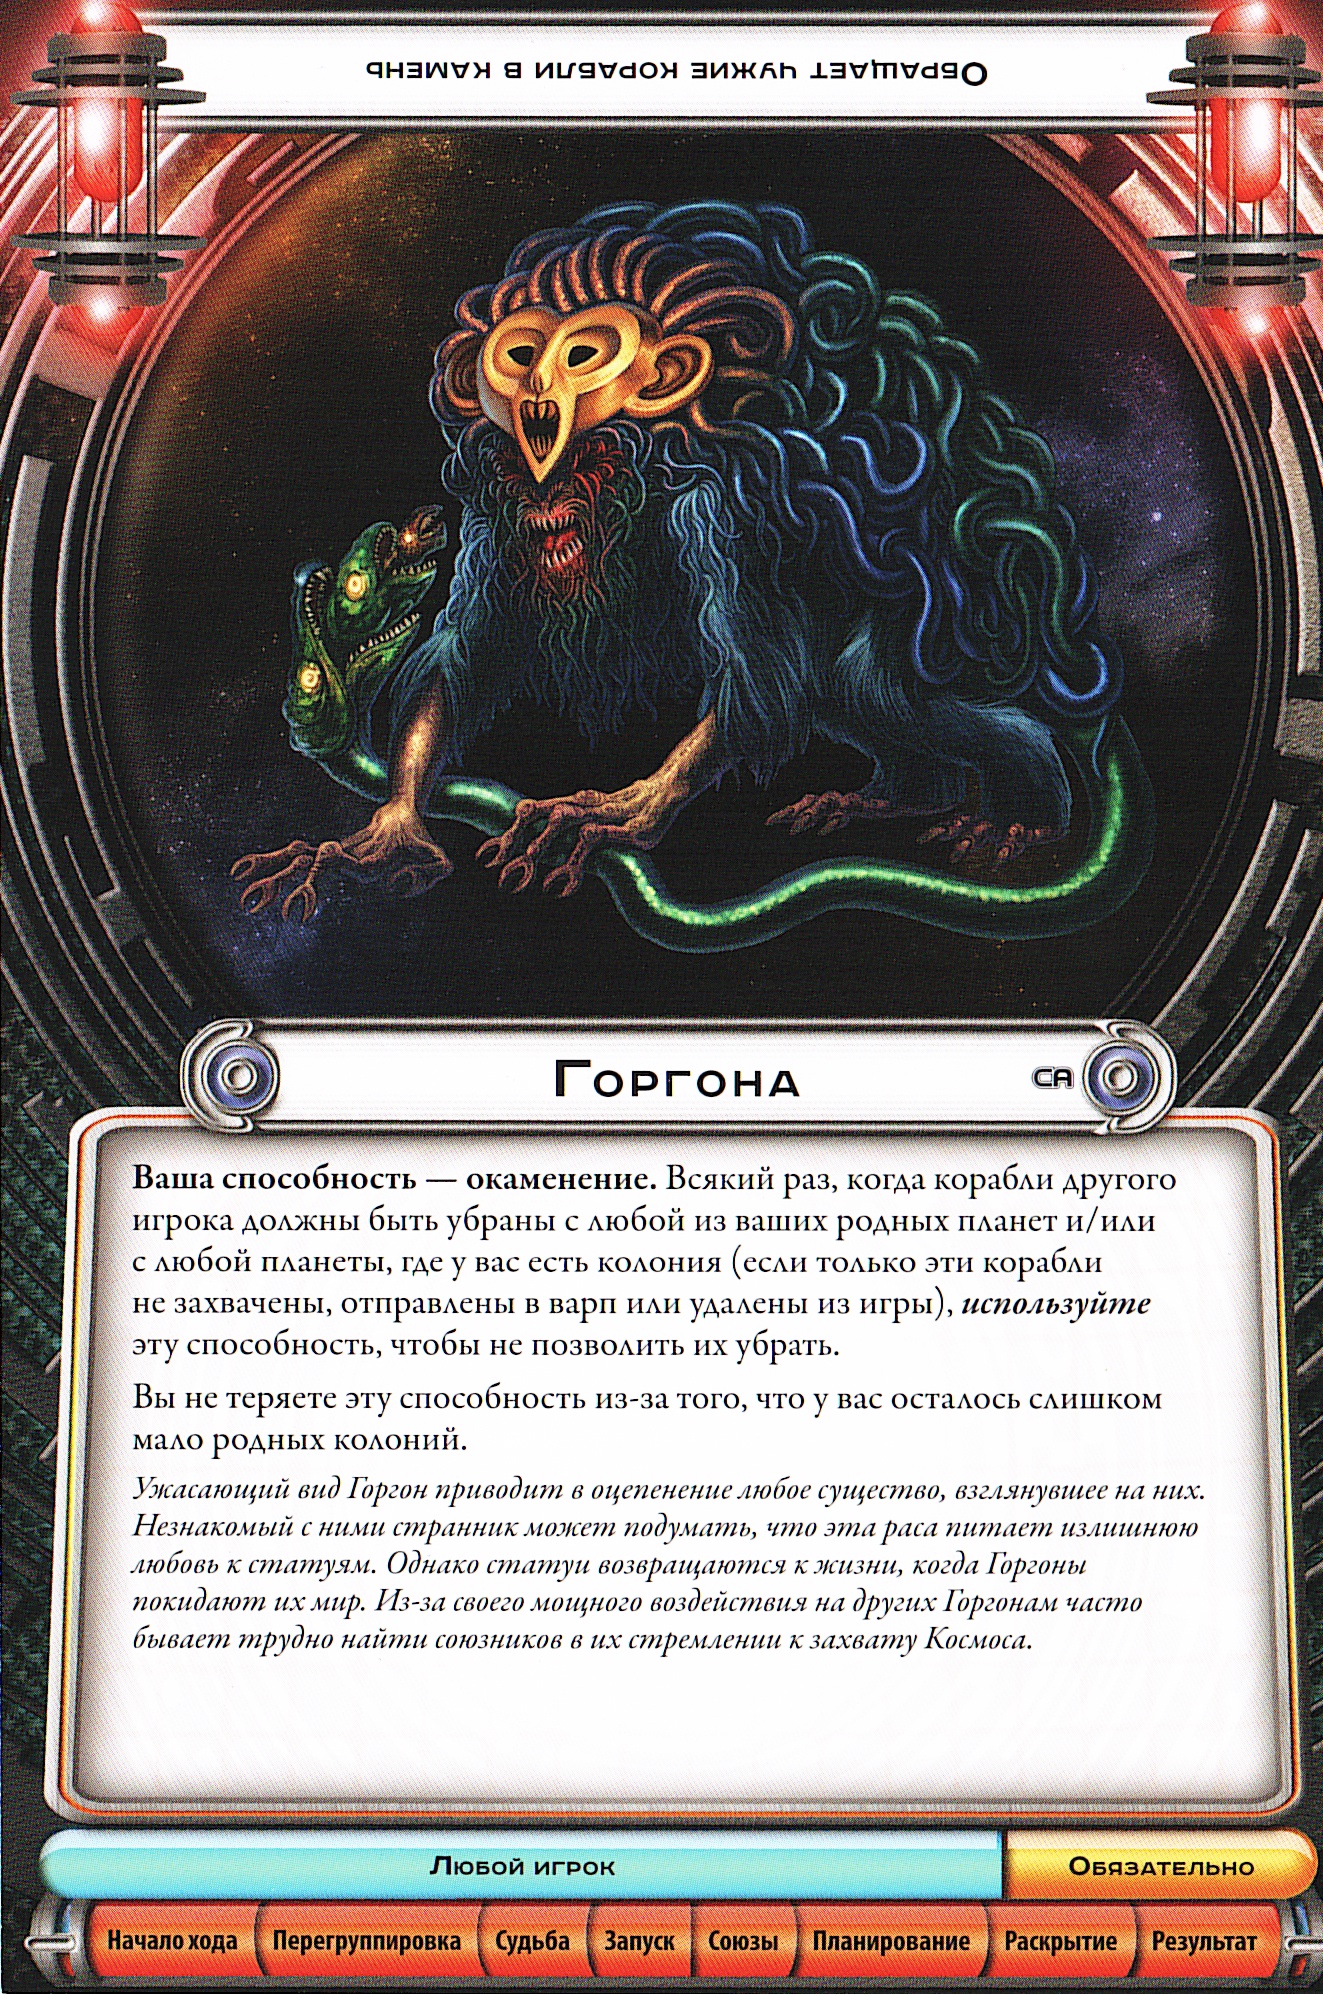 Обращает чужие корабли в камень
Горгона
CA
Ваша способность — окаменение. Всякий раз, когда корабли другого
игрока должны быть убраны с любой из ваших родных планет и/или
с любой планеты, где у вас есть колония (если только эти корабли
не захвачены, отправлены в варп или удалены из игры), используйте
эту способность, чтобы не позволить их убрать.
Вы не теряете эту способность из-за того, что у вас осталось слишком
мало родных колоний.
Ужасающий вид Горгон приводит в оцепенение любое существо, взглянувшее на них.
Незнакомый с ними странник может подумать, что эта раса питает излишнюю
любовь к статуям. Однако статуи возвращаются к жизни, когда Горгоны
покидают их мир. Из-за своего мощного воздействия на других Горгонам часто
бывает трудно найти союзников в их стремлении к захвату Космоса.
Любой игрок Обязательно
Начало хода Перегруппировка Судьба Запуск Союзы Планирование Раскрытие Результат